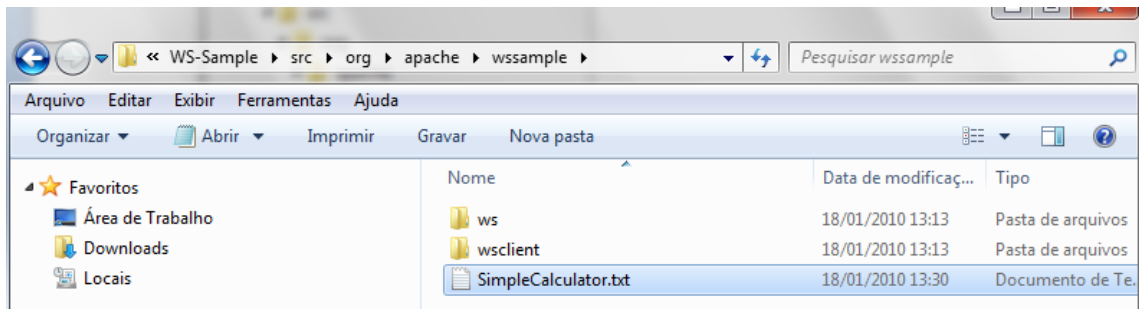 « WS-Sample ▸ src ▸ org ▸ apache ▸ wssample ▸ Pesquisar wssample
Arquivo Editar Exibir Ferramentas Ajuda
Organizar Abrir Imprimir Gravar Nova pasta
Favoritos
Área de Trabalho
Downloads
Locais
Nome Data de modificaç... Tipo
ws 18/01/2010 13:13 Pasta de arquivos
wsclient 18/01/2010 13:13 Pasta de arquivos
SimpleCalculator.txt 18/01/2010 13:30 Documento de Te.